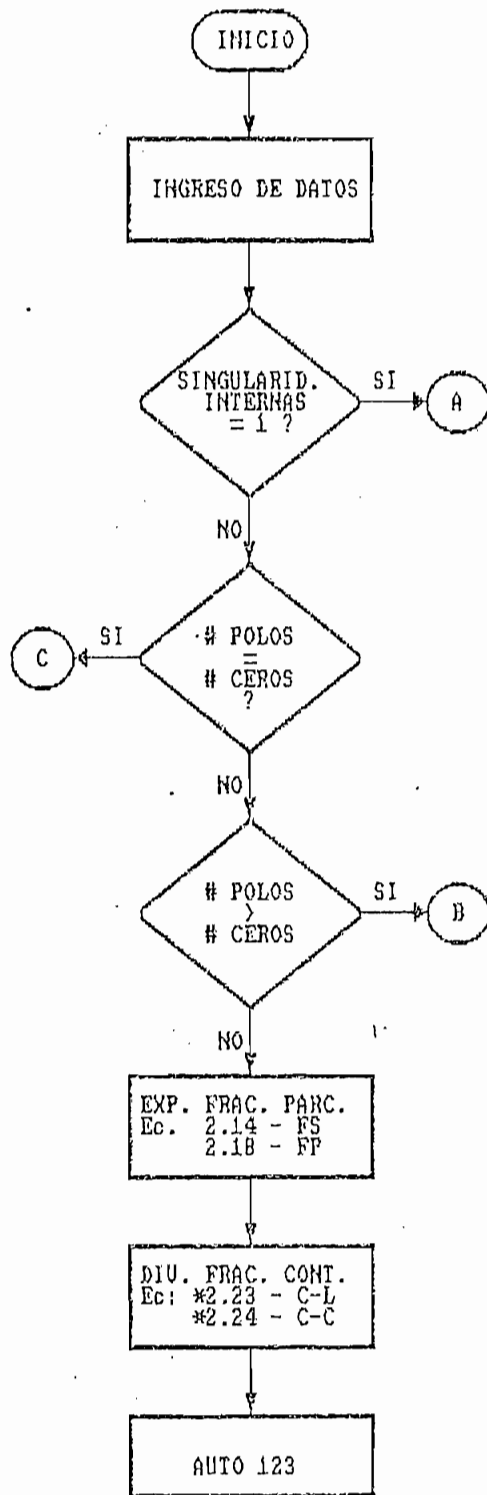 INICIO
INGRESO DE DATOS
SINGULARID.
INTERNAS
= 1 ?
SI
A
NO
# POLOS
=
# CEROS
?
SI
C
NO
# POLOS
>
# CEROS
SI
B
NO
EXP. FRAC. PARC.
Ec. 2.14 - FS
2.18 - FP
DIV. FRAC. CONT.
Ec: *2.23 - C-L
*2.24 - C-C
AUTO 123